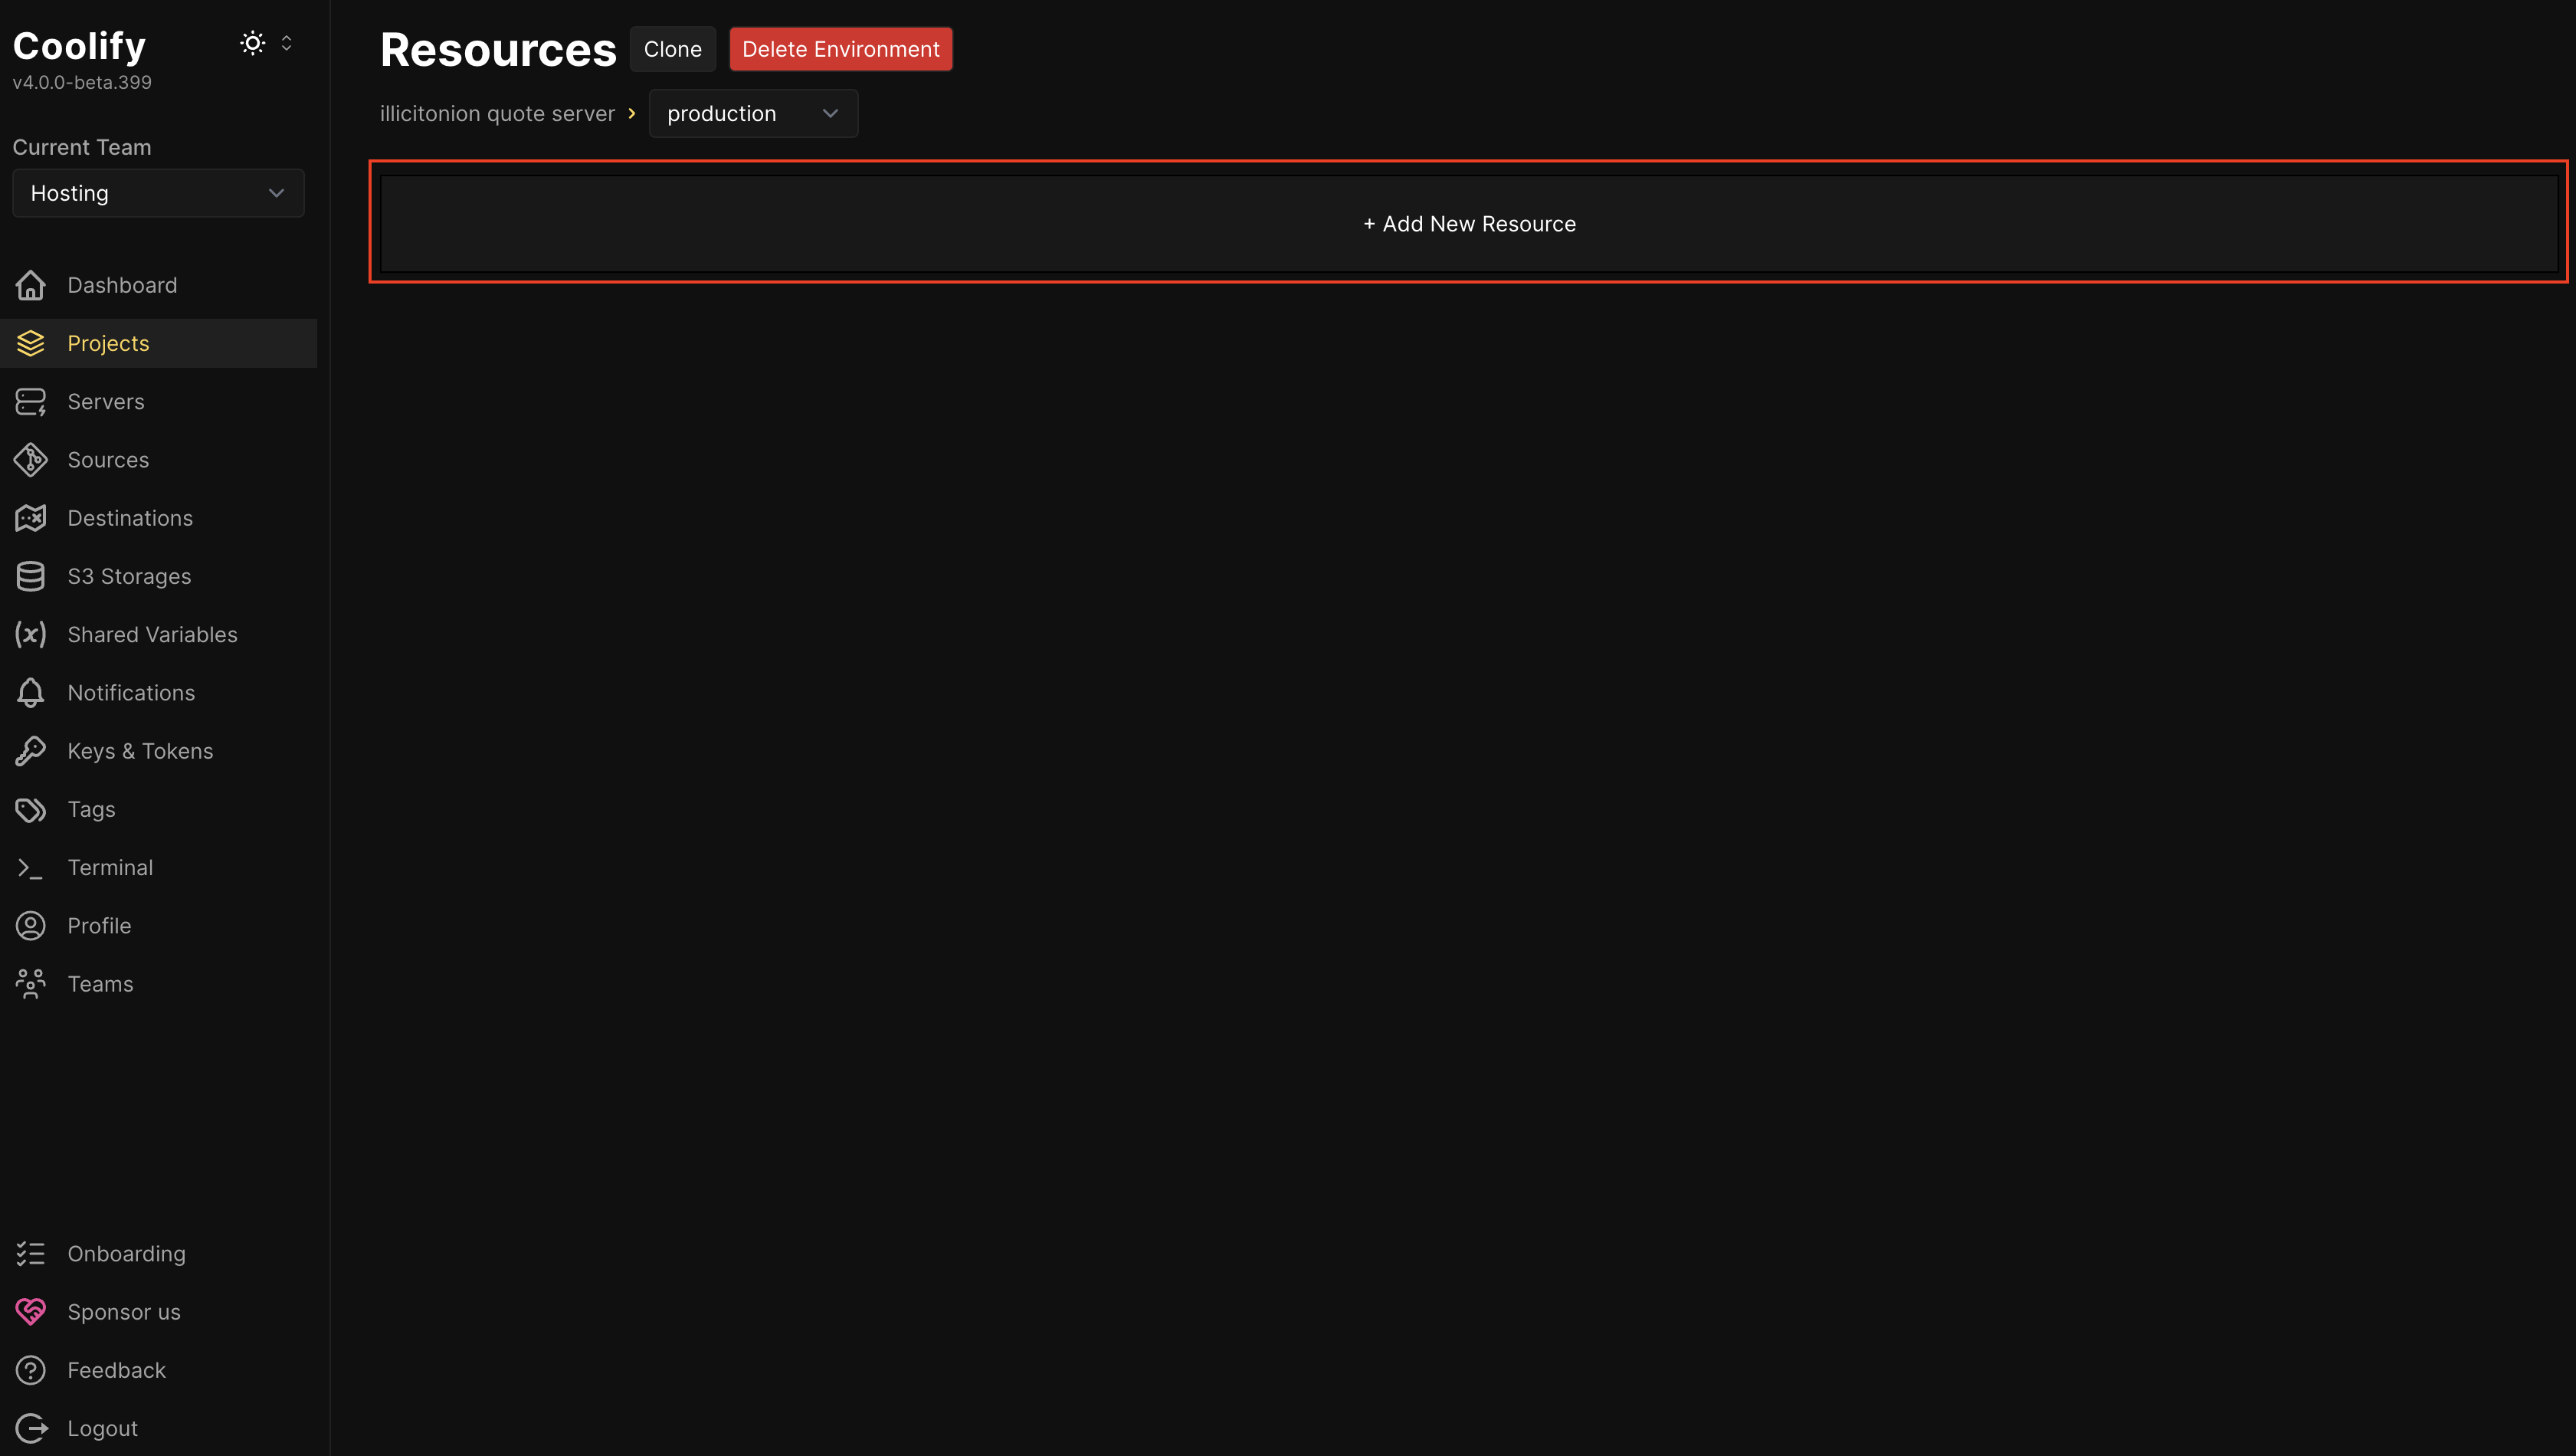 Coolify
v4.0.0-beta.399
Current Team
Hosting
Dashboard
Projects
Servers
Sources
Destinations
S3 Storages
Shared Variables
Notifications
Keys & Tokens
Tags
Terminal
Profile
Teams
Onboarding
Sponsor us
Feedback
Logout
Resources Clone Delete Environment
illicitonion quote server › production
+ Add New Resource